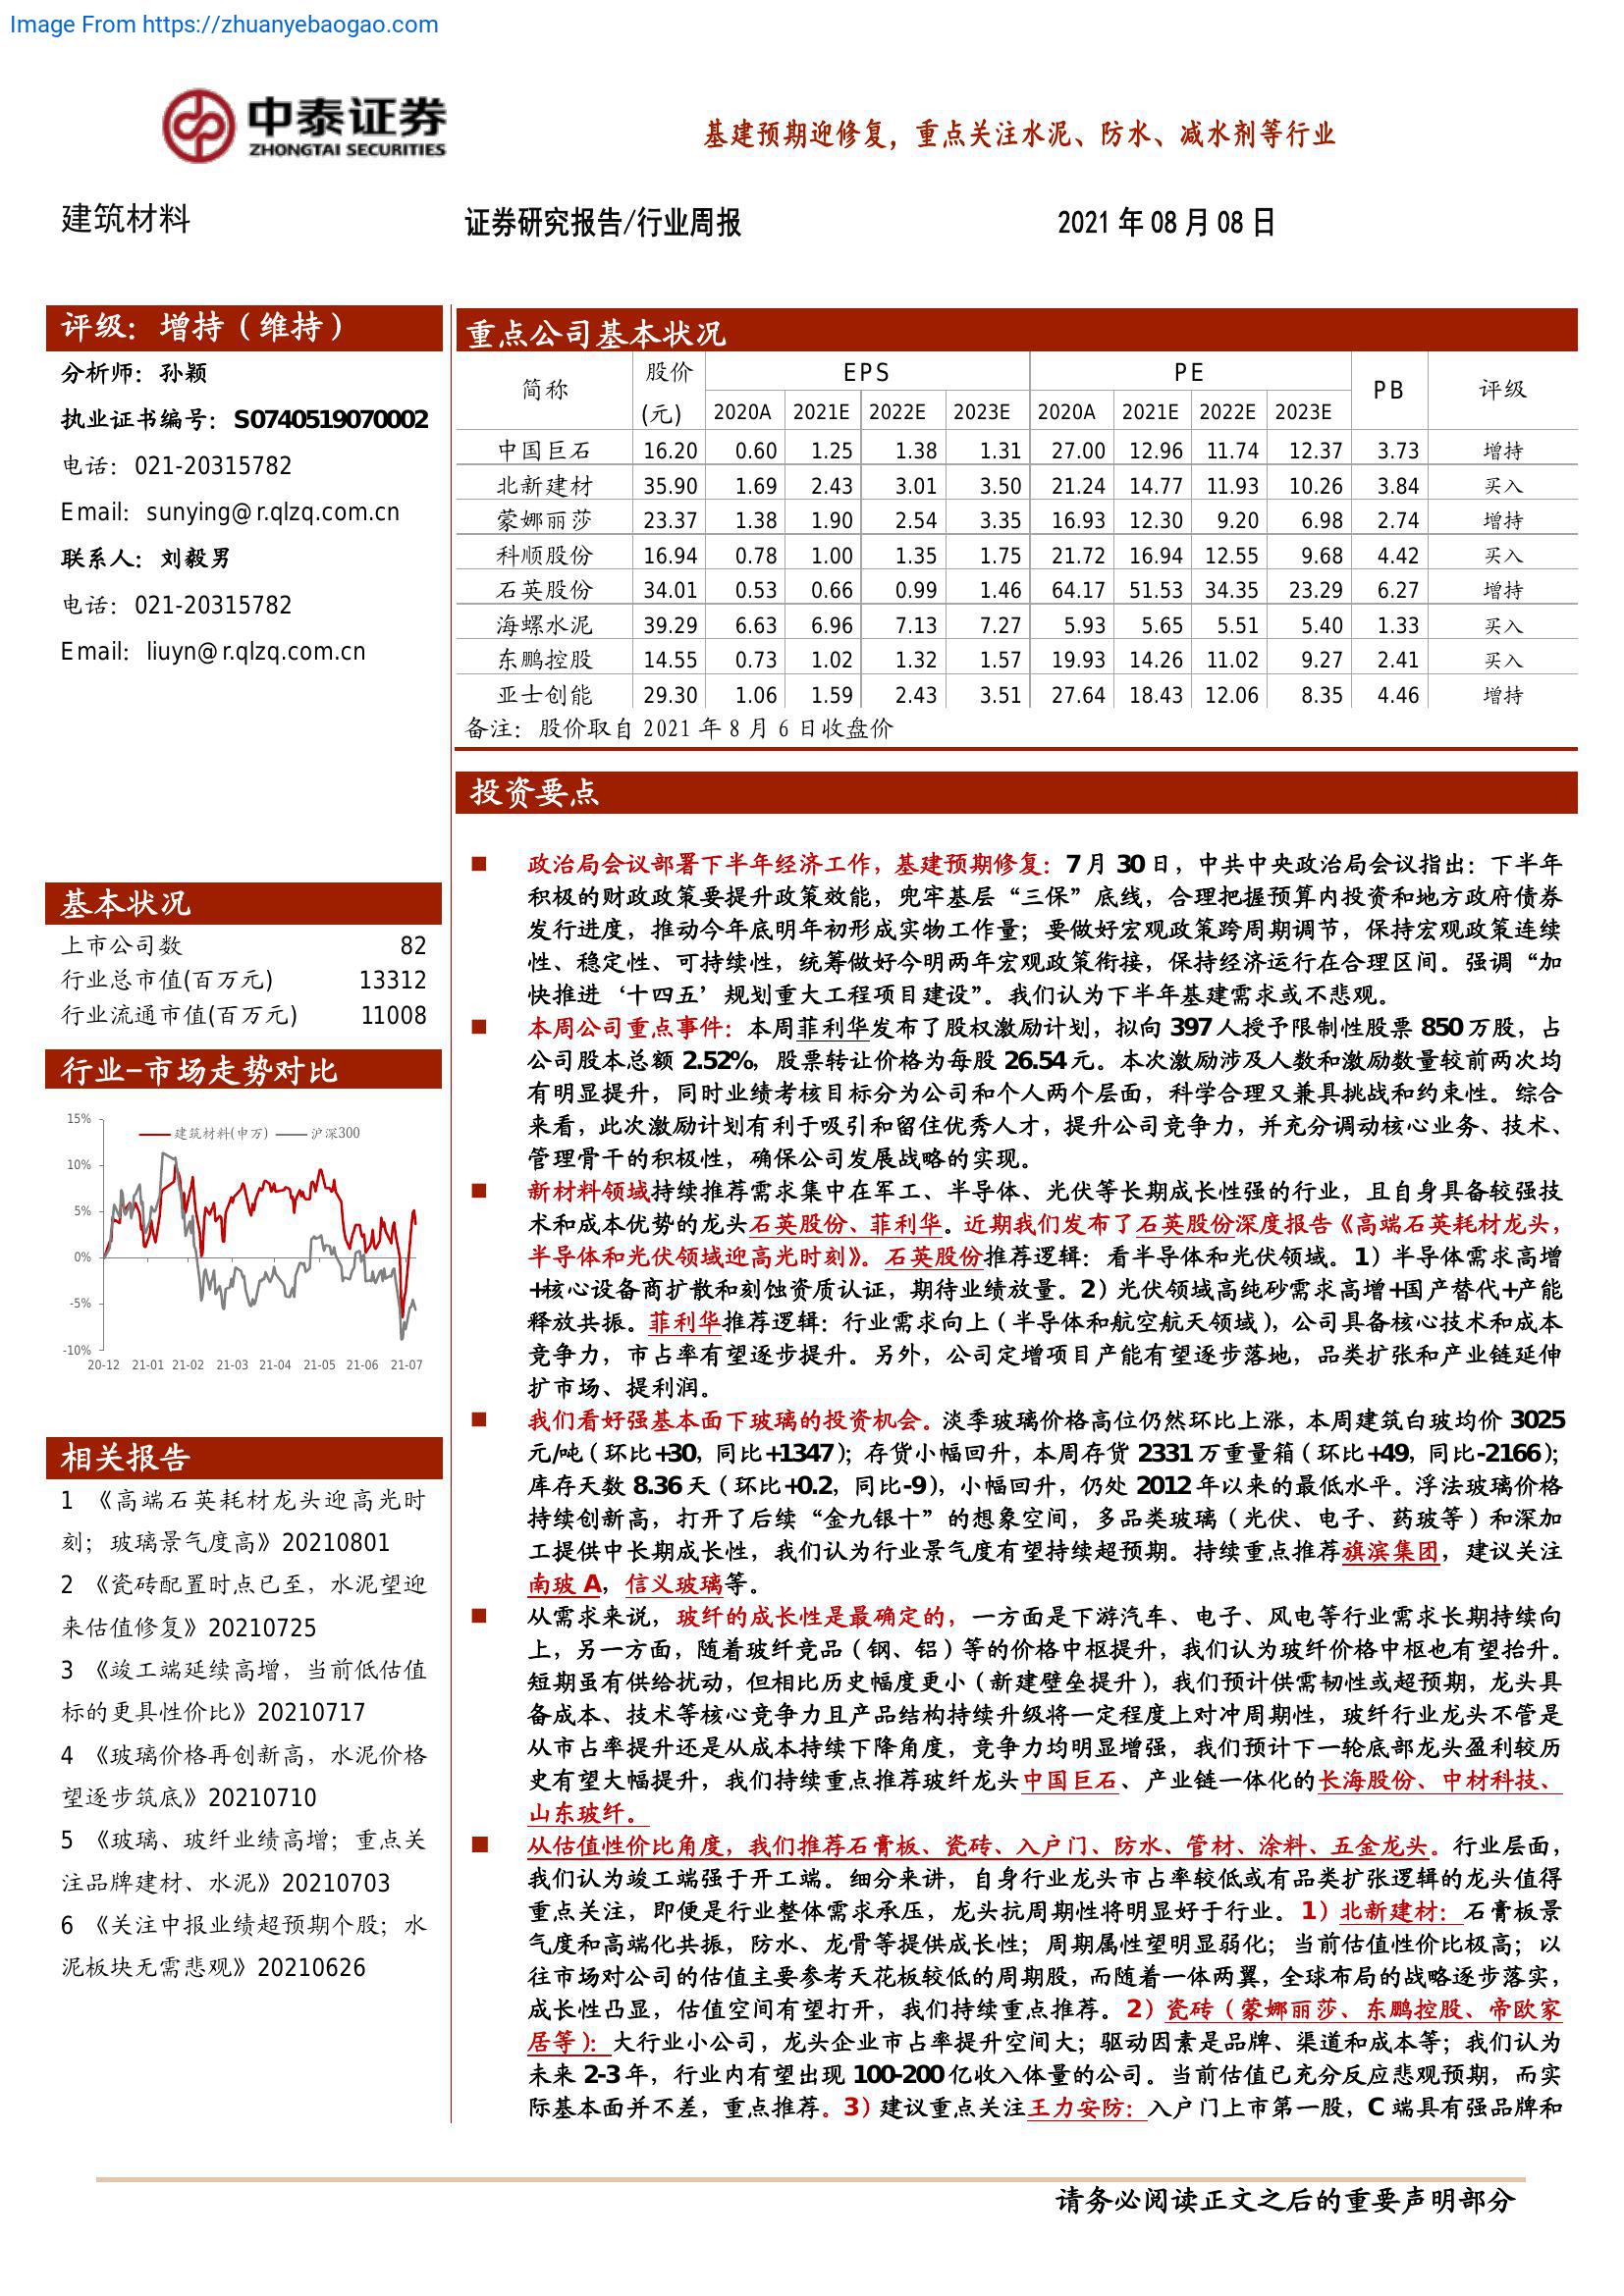 Image From https://zhuanyebaogao.com
中泰证券
ZHONGTAI SECURITIES
基建预期迎修复，重点关注水泥、防水、减水剂等行业
建筑材料
证券研究报告/行业周报
2021 年 08 月 08 日
评级：增持（维持）
分析师：孙颖
执业证书编号：S0740519070002
电话：021-20315782
Email：sunying@r.qlzq.com.cn
联系人：刘毅男
电话：021-20315782
Email：liuyn@r.qlzq.com.cn
基本状况
上市公司数 82
行业总市值(百万元) 13312
行业流通市值(百万元) 11008
行业-市场走势对比
建筑材料(申万) 沪深300
15%
10%
5%
0%
-5%
-10%
20-12 21-01 21-02 21-03 21-04 21-05 21-06 21-07
相关报告
1 《高端石英耗材龙头迎高光时
刻；玻璃景气度高》20210801
2 《瓷砖配置时点已至，水泥望迎
来估值修复》20210725
3 《竣工端延续高增，当前低估值
标的更具性价比》20210717
4 《玻璃价格再创新高，水泥价格
望逐步筑底》20210710
5 《玻璃、玻纤业绩高增；重点关
注品牌建材、水泥》20210703
6 《关注中报业绩超预期个股；水
泥板块无需悲观》20210626
重点公司基本状况
简称 股价(元) EPS PE PB 评级
2020A 2021E 2022E 2023E 2020A 2021E 2022E 2023E
中国巨石 16.20 0.60 1.25 1.38 1.31 27.00 12.96 11.74 12.37 3.73 增持
北新建材 35.90 1.69 2.43 3.01 3.50 21.24 14.77 11.93 10.26 3.84 买入
蒙娜丽莎 23.37 1.38 1.90 2.54 3.35 16.93 12.30 9.20 6.98 2.74 增持
科顺股份 16.94 0.78 1.00 1.35 1.75 21.72 16.94 12.55 9.68 4.42 买入
石英股份 34.01 0.53 0.66 0.99 1.46 64.17 51.53 34.35 23.29 6.27 增持
海螺水泥 39.29 6.63 6.96 7.13 7.27 5.93 5.65 5.51 5.40 1.33 买入
东鹏控股 14.55 0.73 1.02 1.32 1.57 19.93 14.26 11.02 9.27 2.41 买入
亚士创能 29.30 1.06 1.59 2.43 3.51 27.64 18.43 12.06 8.35 4.46 增持
备注：股价取自 2021 年 8 月 6 日收盘价
投资要点
■ 政治局会议部署下半年经济工作，基建预期修复：7 月 30 日，中共中央政治局会议指出：下半年
积极的财政政策要提升政策效能，兜牢基层“三保”底线，合理把握预算内投资和地方政府债券
发行进度，推动今年底明年初形成实物工作量；要做好宏观政策跨周期调节，保持宏观政策连续
性、稳定性、可持续性，统筹做好今明两年宏观政策衔接，保持经济运行在合理区间。强调“加
快推进‘十四五’规划重大工程项目建设”。我们认为下半年基建需求或不悲观。
■ 本周公司重点事件：本周菲利华发布了股权激励计划，拟向 397 人授予限制性股票 850 万股，占
公司股本总额 2.52%，股票转让价格为每股 26.54 元。本次激励涉及人数和激励数量较前两次均
有明显提升，同时业绩考核目标分为公司和个人两个层面，科学合理又兼具挑战和约束性。综合
来看，此次激励计划有利于吸引和留住优秀人才，提升公司竞争力，并充分调动核心业务、技术、
管理骨干的积极性，确保公司发展战略的实现。
■ 新材料领域持续推荐需求集中在军工、半导体、光伏等长期成长性强的行业，且自身具备较强技
术和成本优势的龙头石英股份、菲利华。近期我们发布了石英股份深度报告《高端石英耗材龙头，
半导体和光伏领域迎高光时刻》。石英股份推荐逻辑：看半导体和光伏领域。1）半导体需求高增
+核心设备商扩散和刻蚀资质认证，期待业绩放量。2）光伏领域高纯砂需求高增+国产替代+产能
释放共振。菲利华推荐逻辑：行业需求向上（半导体和航空航天领域），公司具备核心技术和成本
竞争力，市占率有望逐步提升。另外，公司定增项目产能有望逐步落地，品类扩张和产业链延伸
扩市场、提利润。
■ 我们看好强基本面下玻璃的投资机会。淡季玻璃价格高位仍然环比上涨，本周建筑白玻均价 3025
元/吨（环比+30，同比+1347）；存货小幅回升，本周存货 2331 万重量箱（环比+49，同比-2166）；
库存天数 8.36 天（环比+0.2，同比-9），小幅回升，仍处 2012 年以来的最低水平。浮法玻璃价格
持续创新高，打开了后续“金九银十”的想象空间，多品类玻璃（光伏、电子、药玻等）和深加
工提供中长期成长性，我们认为行业景气度有望持续超预期。持续重点推荐旗滨集团，建议关注
南玻 A，信义玻璃等。
■ 从需求来说，玻纤的成长性是最确定的，一方面是下游汽车、电子、风电等行业需求长期持续向
上，另一方面，随着玻纤竞品（钢、铝）等的价格中枢提升，我们认为玻纤价格中枢也有望抬升。
短期虽有供给扰动，但相比历史幅度更小（新建壁垒提升），我们预计供需韧性或超预期，龙头具
备成本、技术等核心竞争力且产品结构持续升级将一定程度上对冲周期性，玻纤行业龙头不管是
从市占率提升还是从成本持续下降角度，竞争力均明显增强，我们预计下一轮底部龙头盈利较历
史有望大幅提升，我们持续重点推荐玻纤龙头中国巨石、产业链一体化的长海股份、中材科技、
山东玻纤。
■ 从估值性价比角度，我们推荐石膏板、瓷砖、入户门、防水、管材、涂料、五金龙头。行业层面，
我们认为竣工端强于开工端。细分来讲，自身行业龙头市占率较低或有品类扩张逻辑的龙头值得
重点关注，即便是行业整体需求承压，龙头抗周期性将明显好于行业。1）北新建材：石膏板景
气度和高端化共振，防水、龙骨等提供成长性；周期属性望明显弱化；当前估值性价比极高；以
往市场对公司的估值主要参考天花板较低的周期股，而随着一体两翼，全球布局的战略逐步落实，
成长性凸显，估值空间有望打开，我们持续重点推荐。2）瓷砖（蒙娜丽莎、东鹏控股、帝欧家
居等）：大行业小公司，龙头企业市占率提升空间大；驱动因素是品牌、渠道和成本等；我们认为
未来 2-3 年，行业内有望出现 100-200 亿收入体量的公司。当前估值已充分反应悲观预期，而实
际基本面并不差，重点推荐。3）建议重点关注王力安防：入户门上市第一股，C 端具有强品牌和
请务必阅读正文之后的重要声明部分